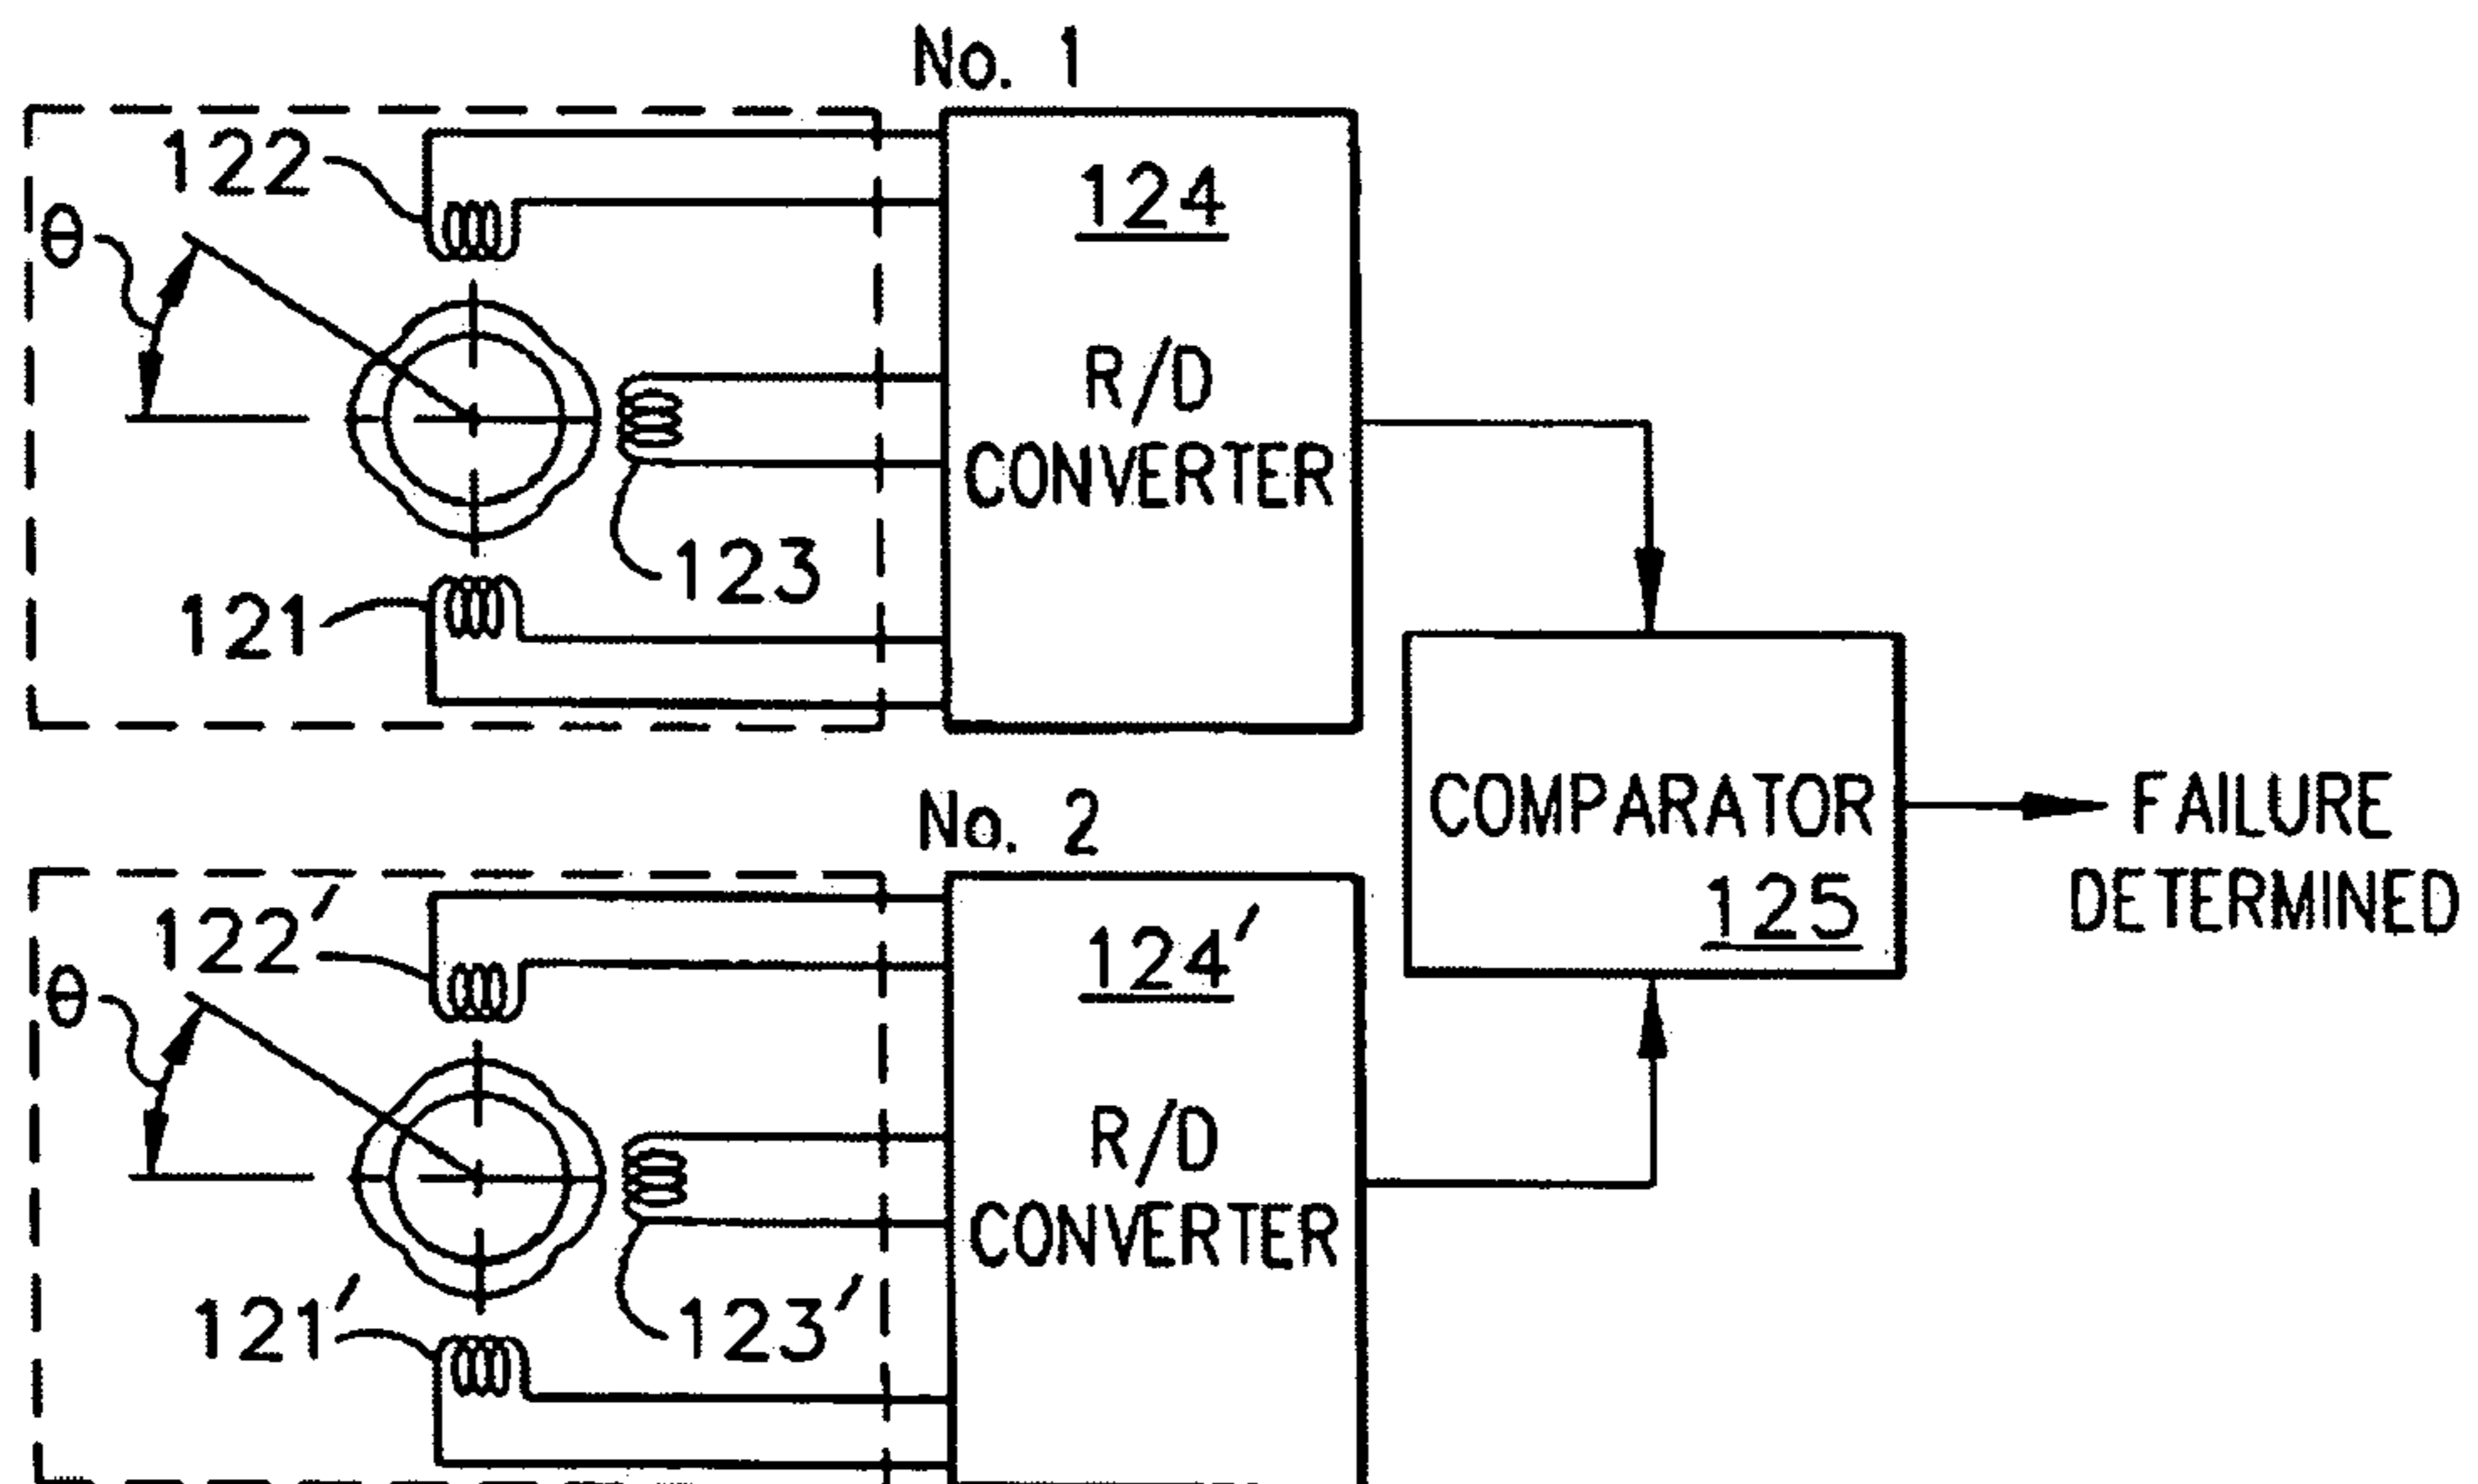 No. 1
122
θ
124
R/D
CONVERTER
123
121
No. 2
COMPARATOR
125
FAILURE
DETERMINED
122′
θ
124′
R/D
CONVERTER
121′
123′